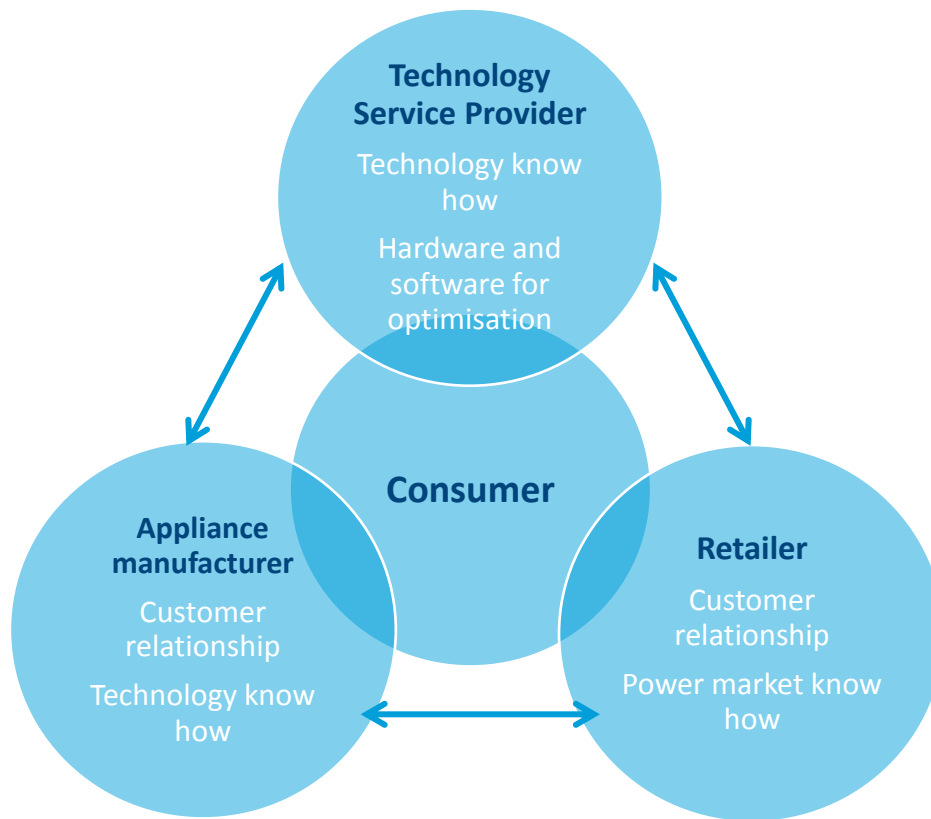 Technology
Service Provider
Technology know
how
Hardware and
software for
optimisation
Consumer
Appliance
manufacturer
Customer
relationship
Technology know
how
Retailer
Customer
relationship
Power market know
how